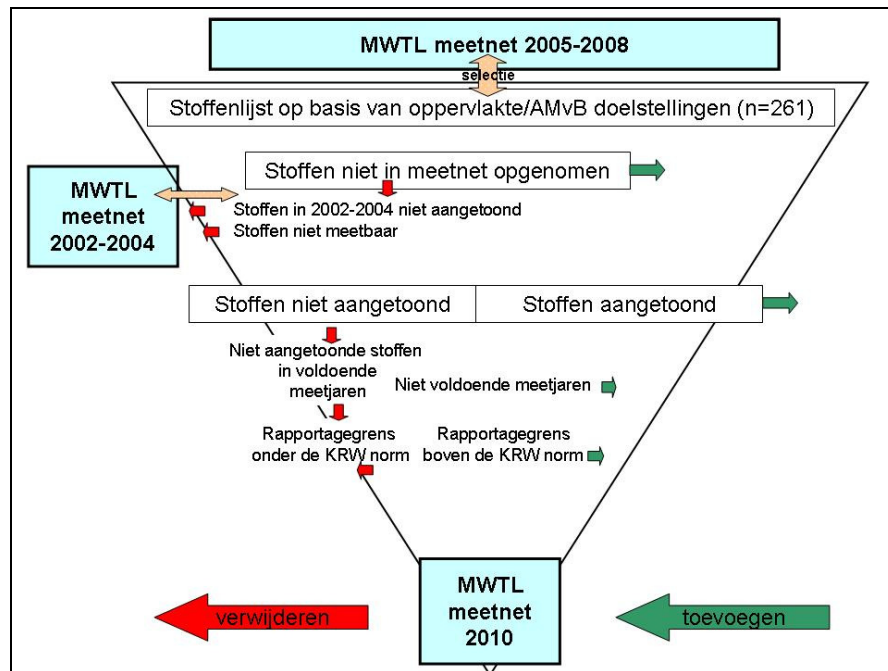 MWTL meetnet 2005-2008
selectie
Stoffenlijst op basis van oppervlakte/AMvB doelstellingen (n=261)
Stoffen niet in meetnet opgenomen
MWTL
meetnet
2002-2004
Stoffen in 2002-2004 niet aangetoond
Stoffen niet meetbaar
Stoffen niet aangetoond
Stoffen aangetoond
Niet aangetoonde stoffen
in voldoende
meetjaren
Niet voldoende meetjaren
Rapportagegrens
onder de KRW norm
Rapportagegrens
boven de KRW norm
MWTL
meetnet
2010
verwijderen
toevoegen